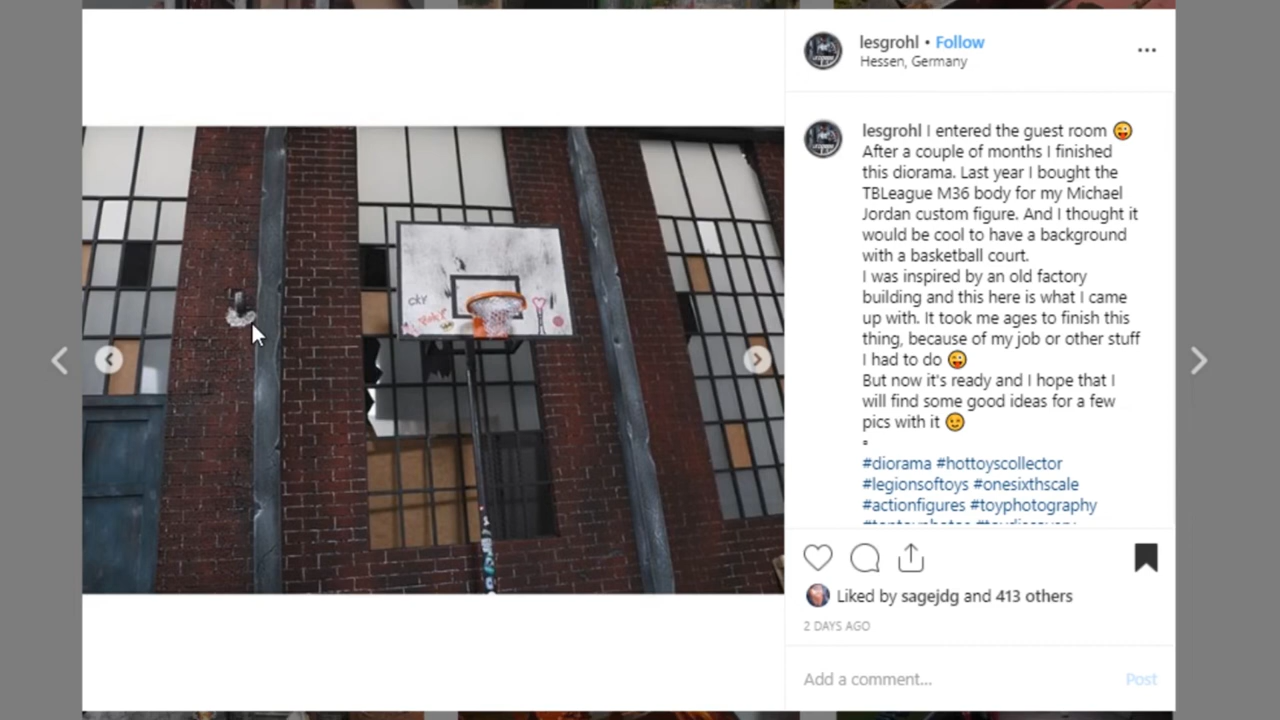 lesgrohl • Follow
Hessen, Germany
lesgrohl I entered the guest room 😜
After a couple of months I finished
this diorama. Last year I bought the
TBLeague M36 body for my Michael
Jordan custom figure. And I thought it
would be cool to have a background
with a basketball court.
I was inspired by an old factory
building and this here is what I came
up with. It took me ages to finish this
thing, because of my job or other stuff
I had to do 😜
But now it's ready and I hope that I
will find some good ideas for a few
pics with it 😉
#diorama #hottoyscollector
#legionsoftoys #onesixthscale
#actionfigures #toyphotography
Liked by sagejdg and 413 others
2 DAYS AGO
Add a comment...
Post
CKY